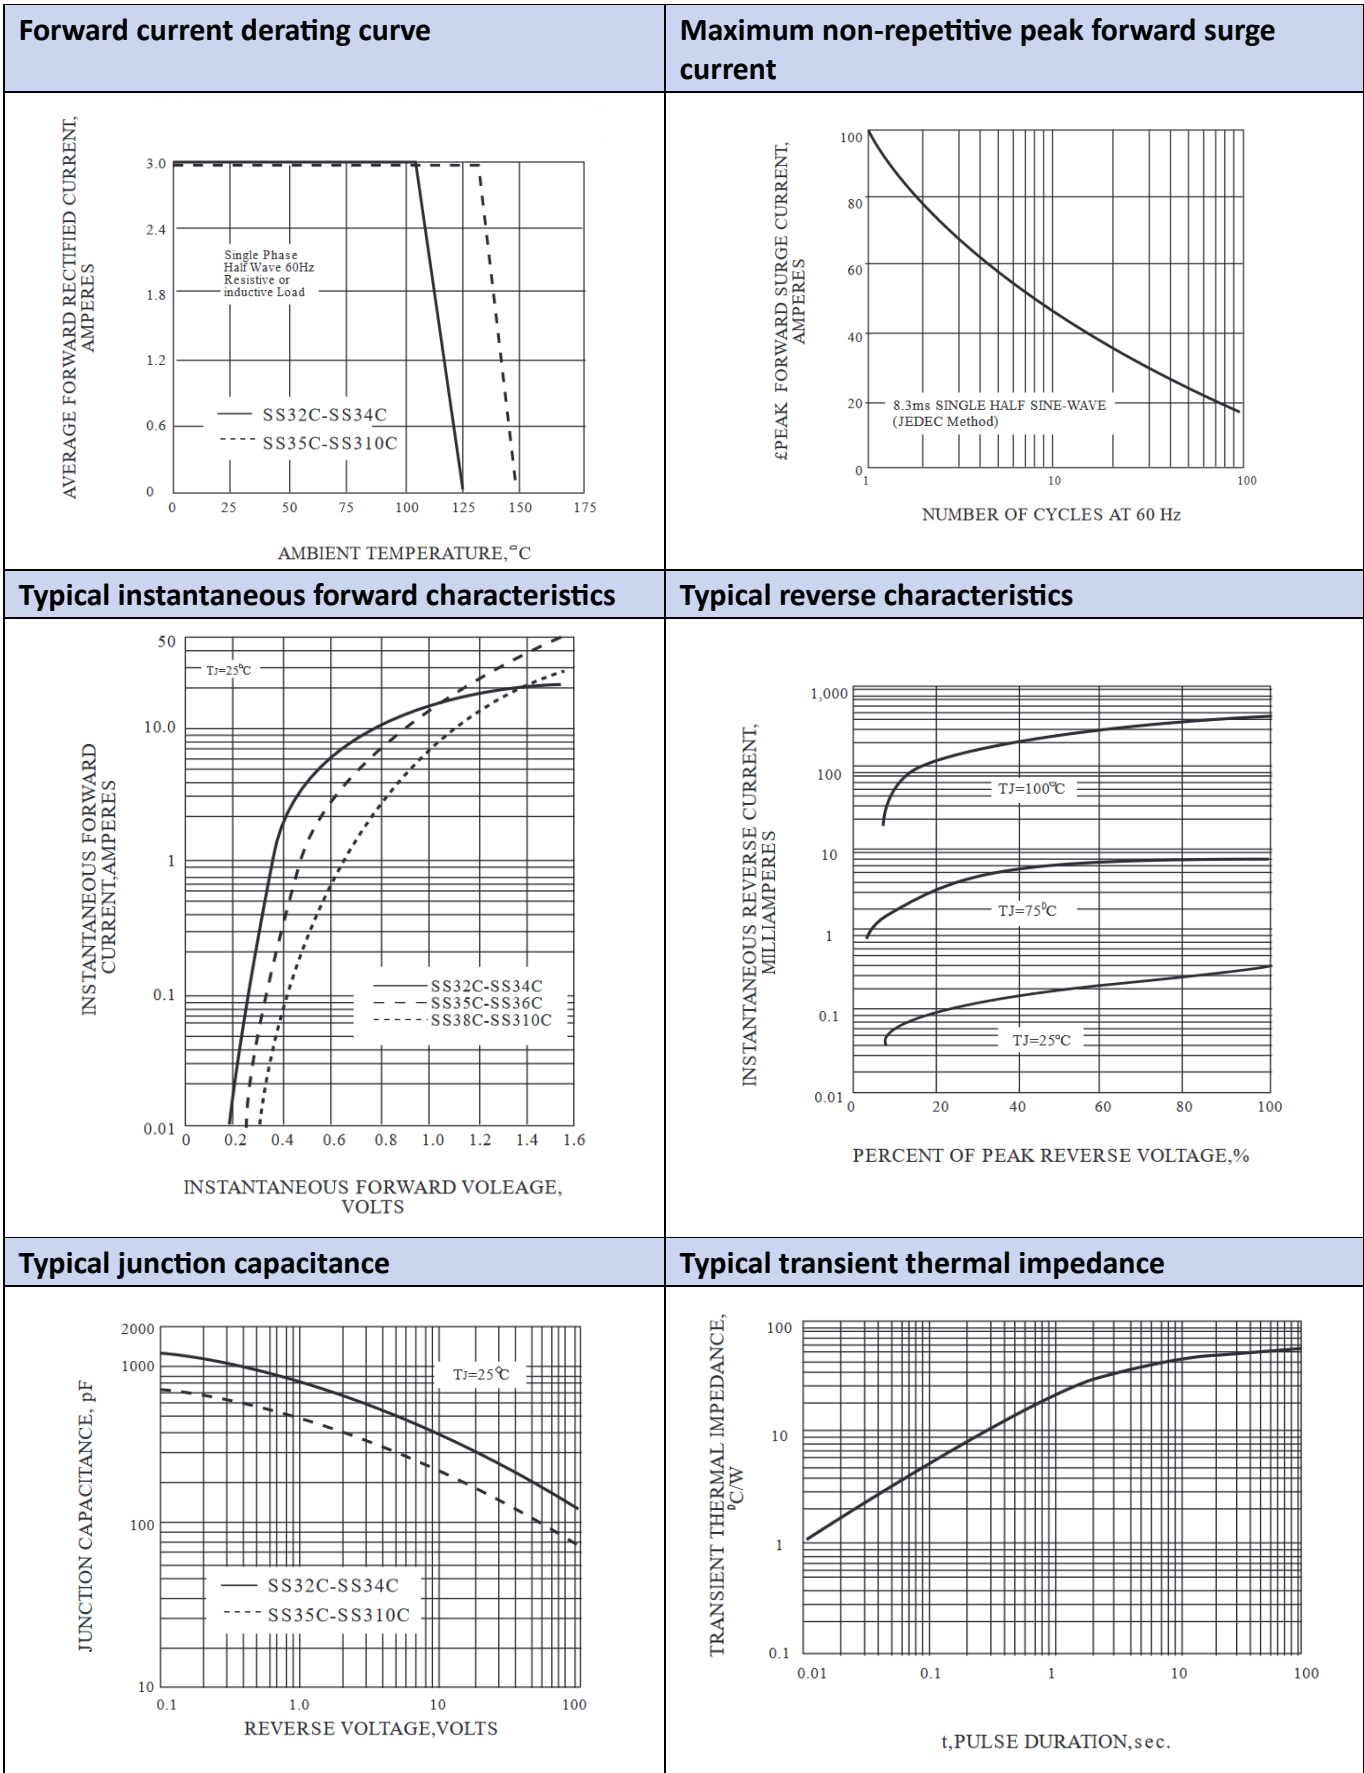 Forward current derating curve
Maximum non-repetitive peak forward surge
current
AVERAGE FORWARD RECTIFIED CURRENT,
AMPERES
3.0
2.4
1.8
1.2
0.6
0
Single Phase
Half Wave 60Hz
Resistive or
inductive Load
SS32C-SS34C
SS35C-SS310C
0 25 50 75 100 125 150 175
AMBIENT TEMPERATURE,°C
£PEAK FORWARD SURGE CURRENT,
AMPERES
100
80
60
40
20
0
8.3ms SINGLE HALF SINE-WAVE
(JEDEC Method)
1 10 100
NUMBER OF CYCLES AT 60 Hz
Typical instantaneous forward characteristics
Typical reverse characteristics
INSTANTANEOUS FORWARD
CURRENT,AMPERES
50
10.0
1
0.1
0.01
TJ=25°C
SS32C-SS34C
SS35C-SS36C
SS38C-SS310C
0 0.2 0.4 0.6 0.8 1.0 1.2 1.4 1.6
INSTANTANEOUS FORWARD VOLEAGE,
VOLTS
INSTANTANEOUS REVERSE CURRENT,
MILLIAMPERES
1,000
100
10
1
0.1
0.01
TJ=100°C
TJ=75°C
TJ=25°C
0 20 40 60 80 100
PERCENT OF PEAK REVERSE VOLTAGE,%
Typical junction capacitance
Typical transient thermal impedance
JUNCTION CAPACITANCE, pF
2000
1000
100
10
TJ=25°C
SS32C-SS34C
SS35C-SS310C
0.1 1.0 10 100
REVERSE VOLTAGE,VOLTS
TRANSIENT THERMAL IMPEDANCE,
°C/W
100
10
1
0.1
0.01 0.1 1 10 100
t,PULSE DURATION,sec.